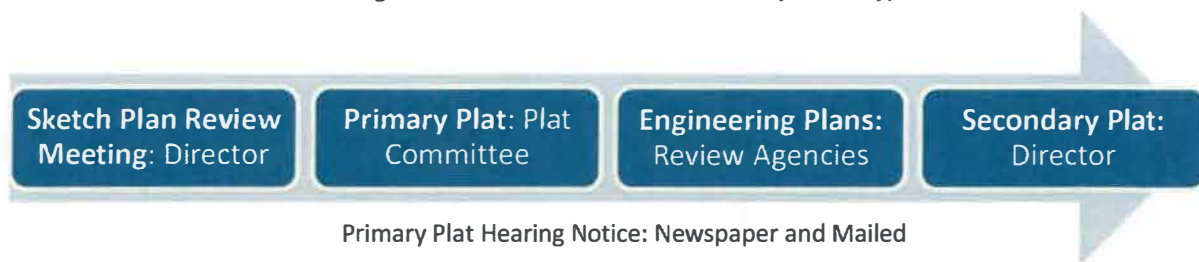 Sketch Plan Review
Meeting: Director
Primary Plat: Plat
Committee
Engineering Plans:
Review Agencies
Secondary Plat:
Director
Primary Plat Hearing Notice: Newspaper and Mailed